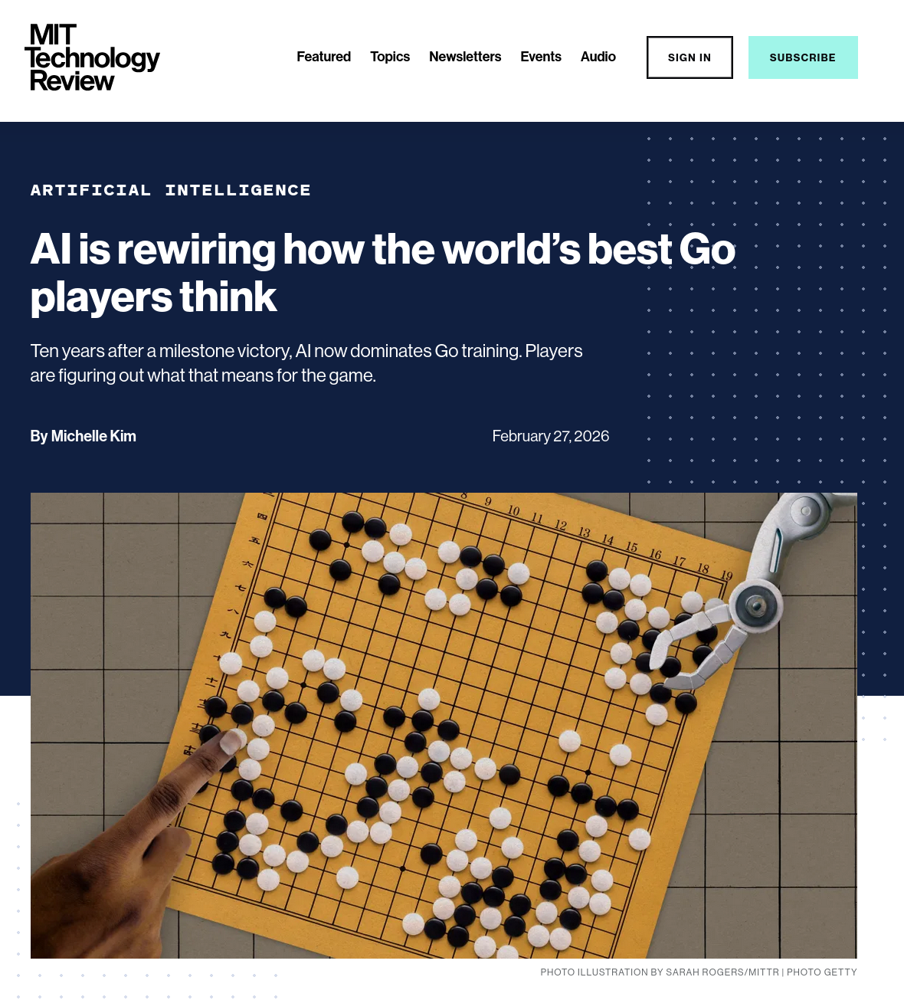 MIT
Technology
Review
Featured Topics Newsletters Events Audio SIGN IN SUBSCRIBE
ARTIFICIAL INTELLIGENCE
AI is rewiring how the world’s best Go
players think
Ten years after a milestone victory, AI now dominates Go training. Players
are figuring out what that means for the game.
By Michelle Kim February 27, 2026
8 9 10 11 12 13 14 15 16 17 18 19
四
五
六
七
八
九
十
十一
PHOTO ILLUSTRATION BY SARAH ROGERS/MITTR | PHOTO GETTY